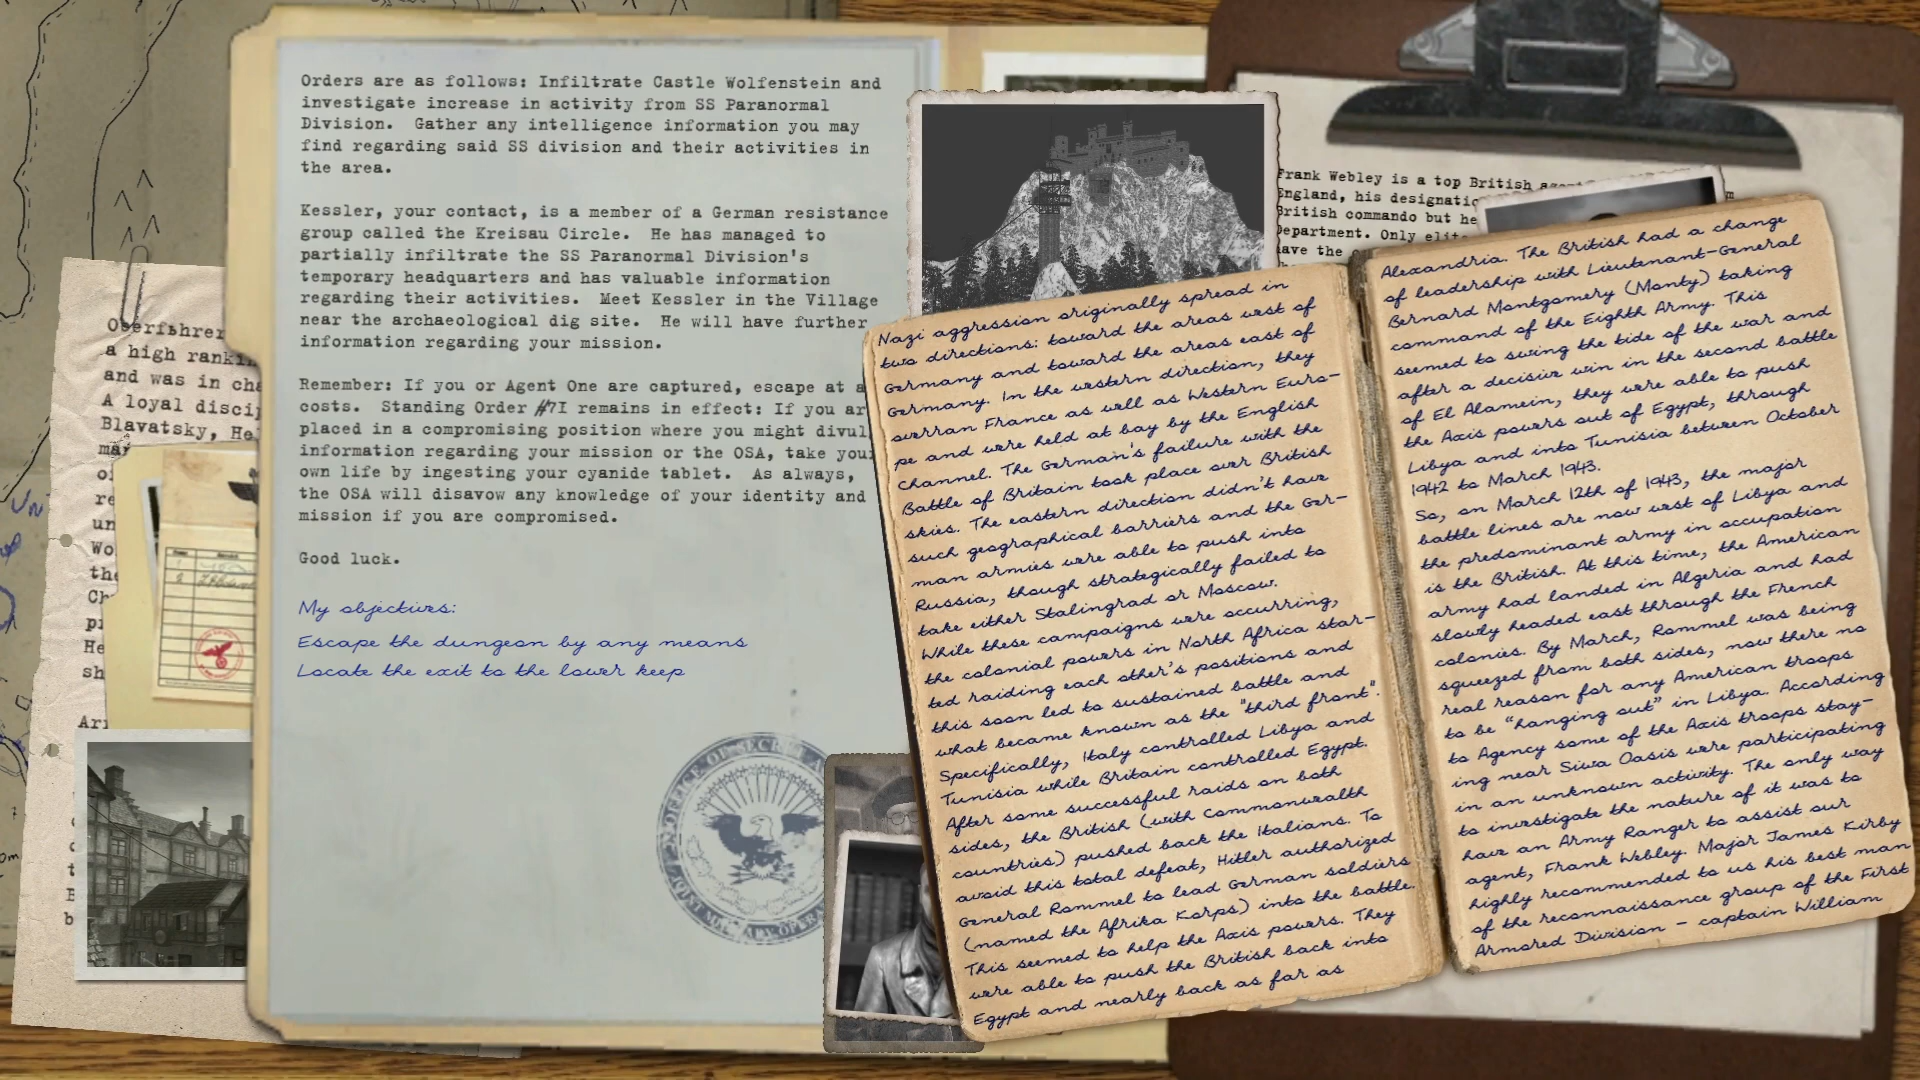 Orders are as follows: Infiltrate Castle Wolfenstein and
investigate increase in activity from SS Paranormal
Division. Gather any intelligence information you may
find regarding said SS division and their activities in
the area.
Kessler, your contact, is a member of a German resistance
group called the Kreisau Circle. He has managed to
partially infiltrate the SS Paranormal Division's
temporary headquarters and has valuable information
regarding their activities. Meet Kessler in the Village
near the archaeological dig site. He will have further
information regarding your mission.
Remember: If you or Agent One are captured, escape at a
costs. Standing Order #7I remains in effect: If you ar
placed in a compromising position where you might divul
information regarding your mission or the OSA, take you
own life by ingesting your cyanide tablet. As always,
the OSA will disavow any knowledge of your identity and
mission if you are compromised.
Good luck.
My objectives:
Escape the dungeon by any means
Locate the exit to the lower keep
a high ranki
and was in cha
A loyal discip
Blavatsky, He
Frank Webley is a top British
England, his designatio
British commando but he
Department. Only elit
have the
Nazi aggression originally spread in
two directions: toward the areas west of
Germany and toward the areas east of
Germany. In the western direction, they
overran France as well as Western Euro-
pe and were held at bay by the English
Channel. The German's failure with the
Battle of Britain took place over British
skies. The eastern direction didn't have
such geographical barriers and the Ger-
man armies were able to push into
Russia, though strategically failed to
take either Stalingrad or Moscow.
While these campaigns were occurring,
the colonial powers in North Africa star-
ted raiding each other's positions and
this soon led to sustained battle and
what became known as the "third front".
Specifically, Italy controlled Libya and
Tunisia while Britain controlled Egypt.
After some successful raids on both
sides, the British (with Commonwealth
countries) pushed back the Italians. To
avoid this total defeat, Hitler authorized
General Rommel to lead German soldiers
(named the Afrika Korps) into the battle.
This seemed to help the Axis powers. They
were able to push the British back into
Egypt and nearly back as far as
Alexandria. The British had a change
of leadership with Lieutenant-General
Bernard Montgomery (Monty) taking
command of the Eighth Army. This
seemed to swing the tide of the war and
after a decisive win in the second battle
of El Alamein, they were able to push
the Axis powers out of Egypt, through
Libya and into Tunisia between October
1942 to March 1943.
So, on March 12th of 1943, the major
battle lines are now west of Libya and
the predominant army in occupation
is the British. At this time, the American
army had landed in Algeria and had
slowly headed east through the French
colonies. By March, Rommel was being
squeezed from both sides, now there no
real reason for any American troops
to be "hanging out" in Libya. According
to Agency some of the Axis troops stay-
ing near Siwa Oasis were participating
in an unknown activity. The only way
to investigate the nature of it was to
have an Army Ranger to assist our
agent, Frank Webley. Major James Kirby
highly recommended to us his best man
of the reconnaissance group of the First
Armored Division - captain William